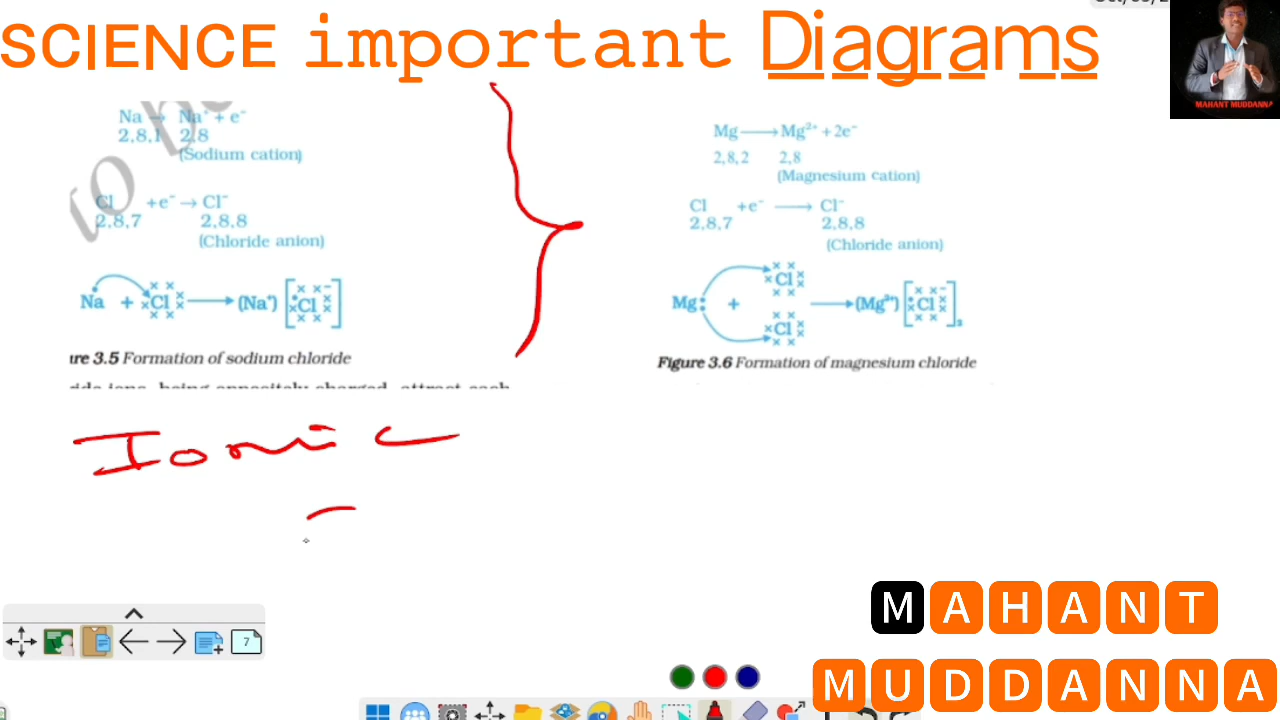 SCIENCE important Diagrams
MAHANT MUDDANNA
Na → Na⁺ + e⁻
2,8,1 2,8
(Sodium cation)
Cl +e⁻ → Cl⁻
2,8,7 2,8,8
(Chloride anion)
Na + Cl → (Na⁺) [Cl]⁻
ure 3.5 Formation of sodium chloride
Mg → Mg²⁺ + 2e⁻
2,8,2 2,8
(Magnesium cation)
Cl +e⁻ → Cl⁻
2,8,7 2,8,8
(Chloride anion)
Mg: + Cl Cl → (Mg²⁺) [Cl]⁻₂
Figure 3.6 Formation of magnesium chloride
Ionic
7
MAHANT
MUDDANNA